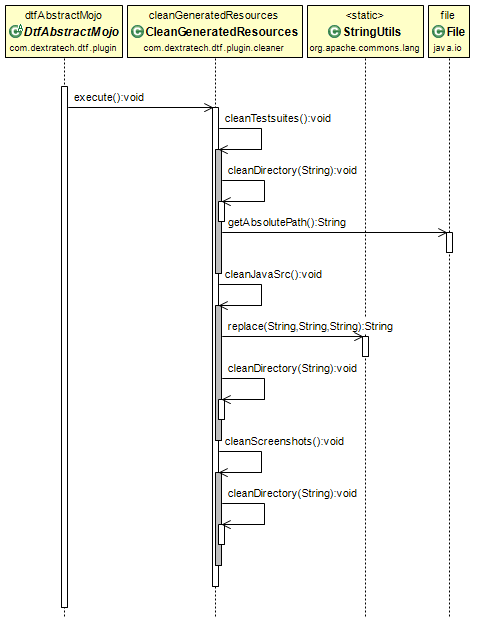 dtfAbstractMojo
DtfAbstractMojo
com.dextratech.dtf.plugin
cleanGeneratedResources
CleanGeneratedResources
com.dextratech.dtf.plugin.cleaner
<static>
StringUtils
org.apache.commons.lang
file
File
java.io
execute():void
cleanTestsuites():void
cleanDirectory(String):void
getAbsolutePath():String
cleanJavaSrc():void
replace(String,String,String):String
cleanDirectory(String):void
cleanScreenshots():void
cleanDirectory(String):void